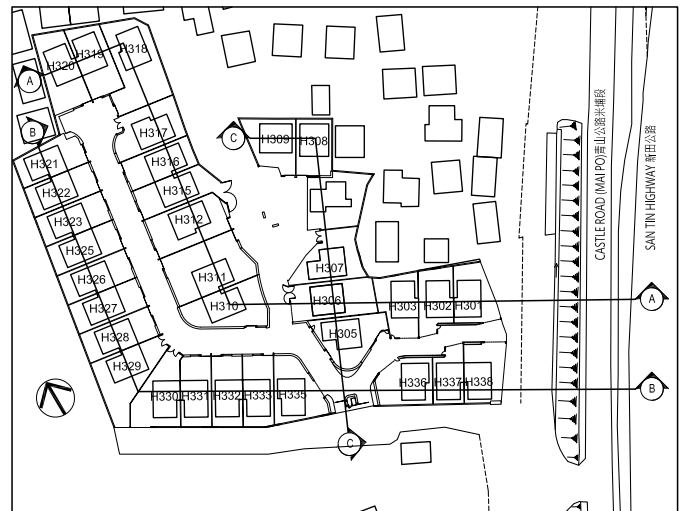 H318
H319
H320
A
B
H317
C
H309
H308
H316
H321
H315
H322
H312
H323
H325
H307
H311
H326
H310
H306
H303
H302
H301
A
H327
H305
H328
H329
H336
H337
H338
B
H330
H331
H332
H333
H335
C
CASTLE ROAD (MAI PO)青山公路米埔段
SAN TIN HIGHWAY 新田公路